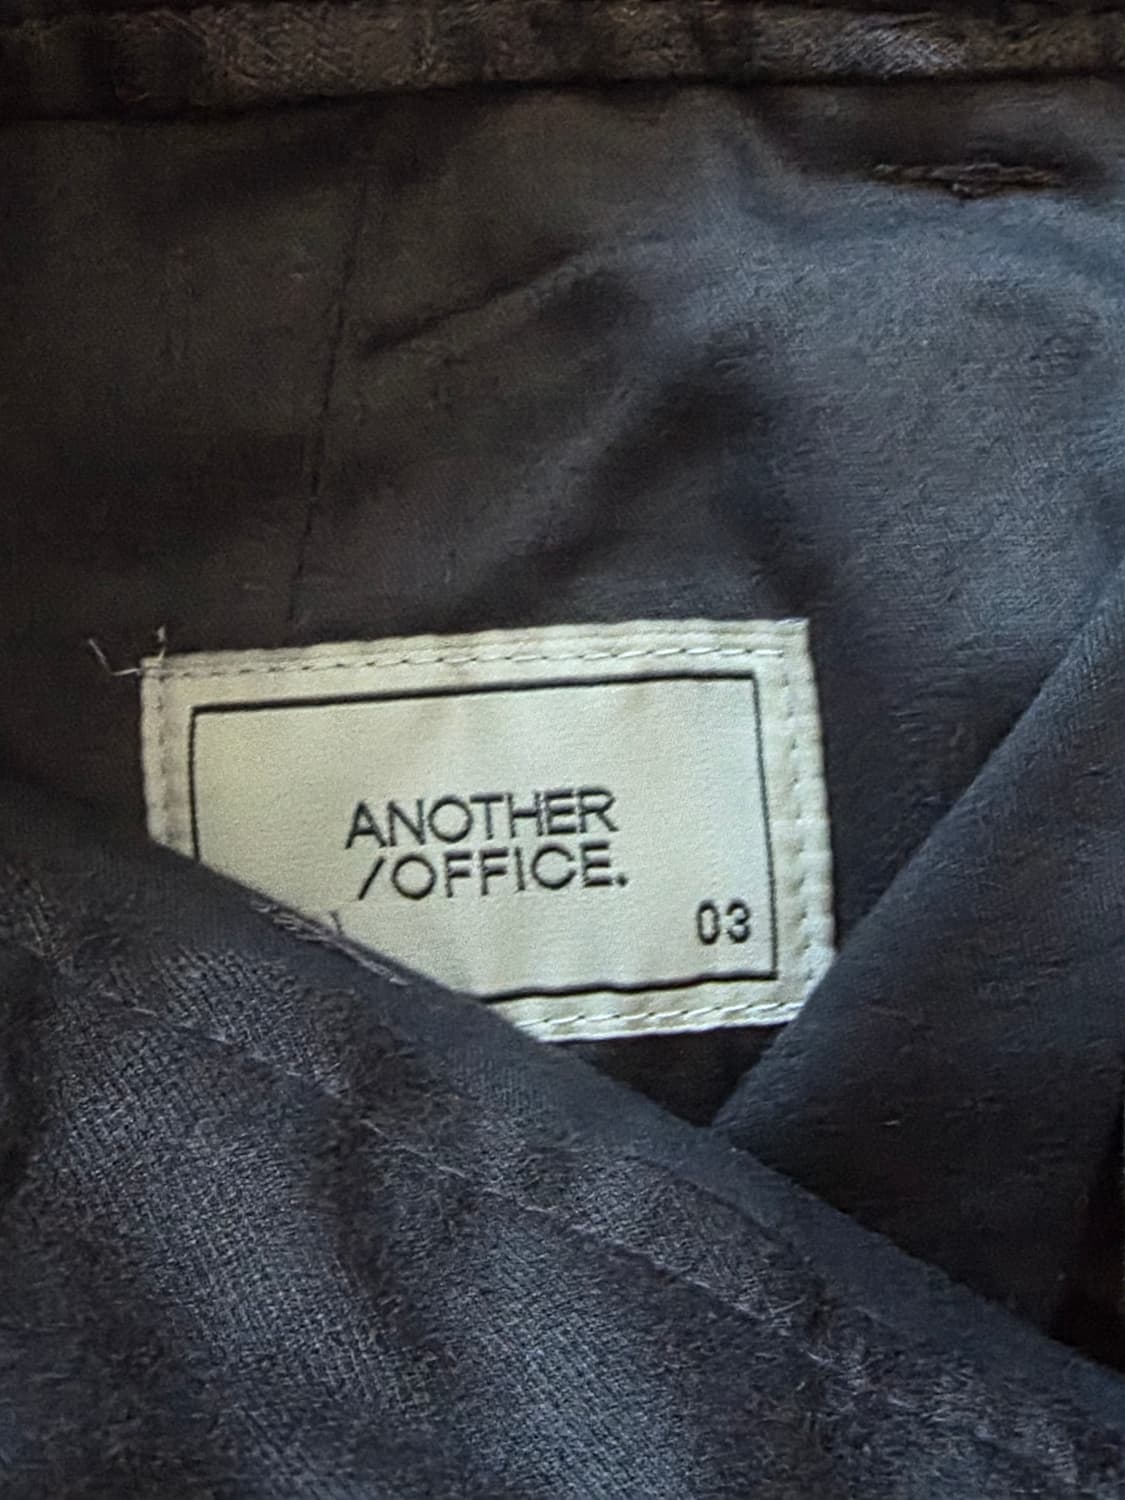 ANOTHER
/OFFICE.
03